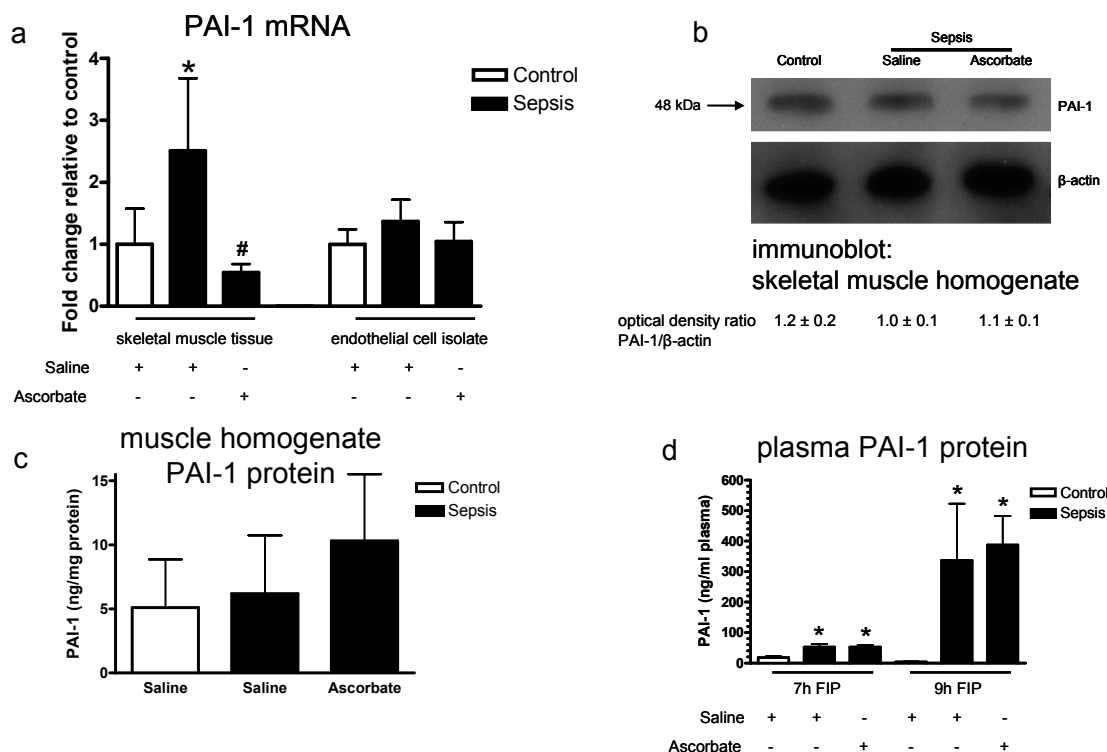 a
PAI-1 mRNA
Fold change relative to control
4
3
2
1
0
Control
Sepsis
*
#
skeletal muscle tissue
endothelial cell isolate
Saline + + - + + -
Ascorbate - - + - - +
b
Sepsis
Control Saline Ascorbate
48 kDa
PAI-1
β-actin
immunoblot:
skeletal muscle homogenate
optical density ratio 1.2 ± 0.2 1.0 ± 0.1 1.1 ± 0.1
PAI-1/β-actin
c
muscle homogenate
PAI-1 protein
PAI-1 (ng/mg protein)
15
10
5
0
Control
Sepsis
Saline Saline Ascorbate
d
plasma PAI-1 protein
PAI-1 (ng/ml plasma)
600
500
400
300
200
100
0
Control
Sepsis
* * * *
7h FIP 9h FIP
Saline + + - + + -
Ascorbate - - + - - +